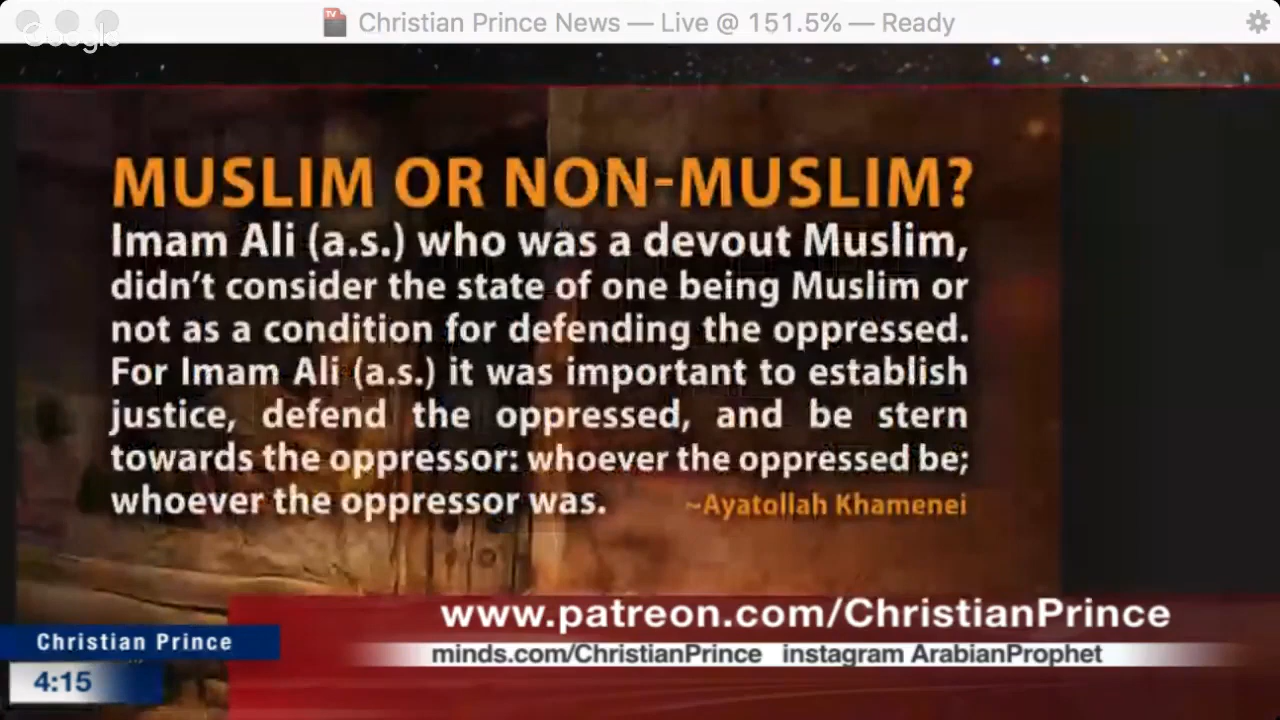 Christian Prince News — Live @ 151.5% — Ready
Google
MUSLIM OR NON-MUSLIM?
Imam Ali (a.s.) who was a devout Muslim,
didn't consider the state of one being Muslim or
not as a condition for defending the oppressed.
For Imam Ali (a.s.) it was important to establish
justice, defend the oppressed, and be stern
towards the oppressor: whoever the oppressed be;
whoever the oppressor was.
~Ayatollah Khamenei
www.patreon.com/ChristianPrince
Christian Prince
minds.com/ChristianPrince instagram ArabianProphet
4:15